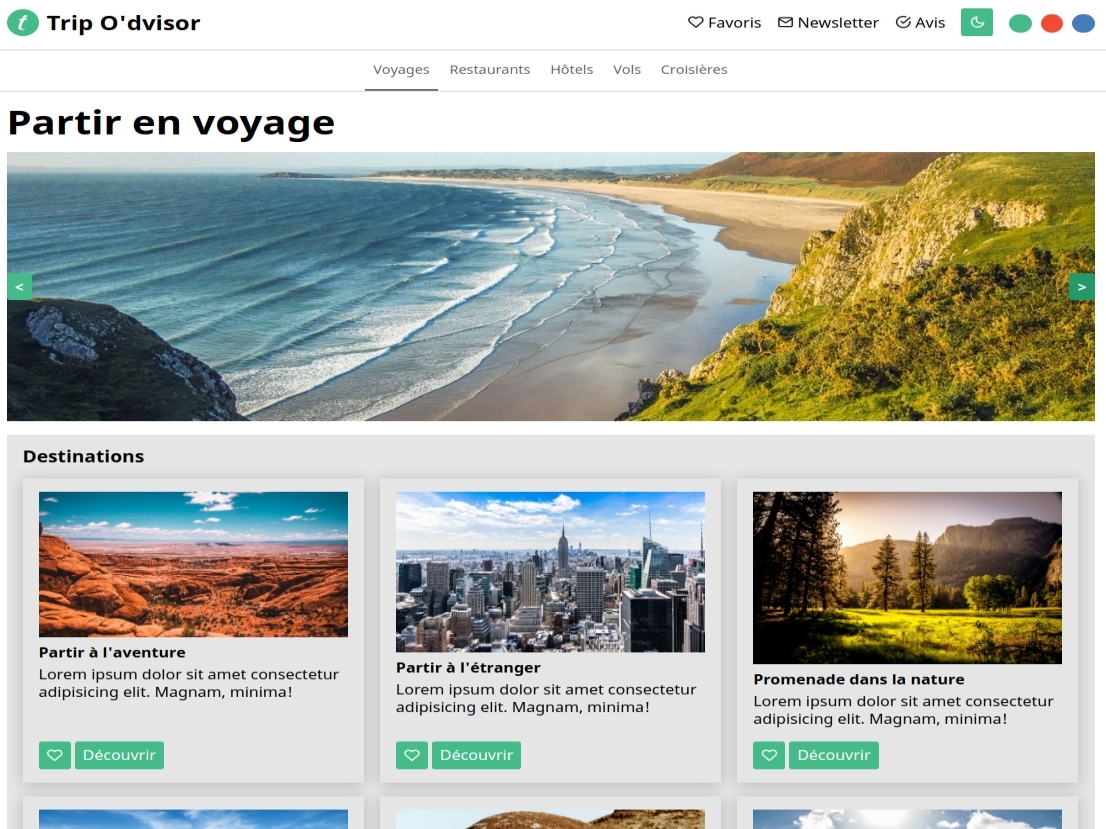 t Trip O'dvisor
Favoris Newsletter Avis
Voyages Restaurants Hôtels Vols Croisières
Partir en voyage
< >
Destinations
Partir à l'aventure
Lorem ipsum dolor sit amet consectetur
adipisicing elit. Magnam, minima!
Découvrir
Partir à l'étranger
Lorem ipsum dolor sit amet consectetur
adipisicing elit. Magnam, minima!
Découvrir
Promenade dans la nature
Lorem ipsum dolor sit amet consectetur
adipisicing elit. Magnam, minima!
Découvrir